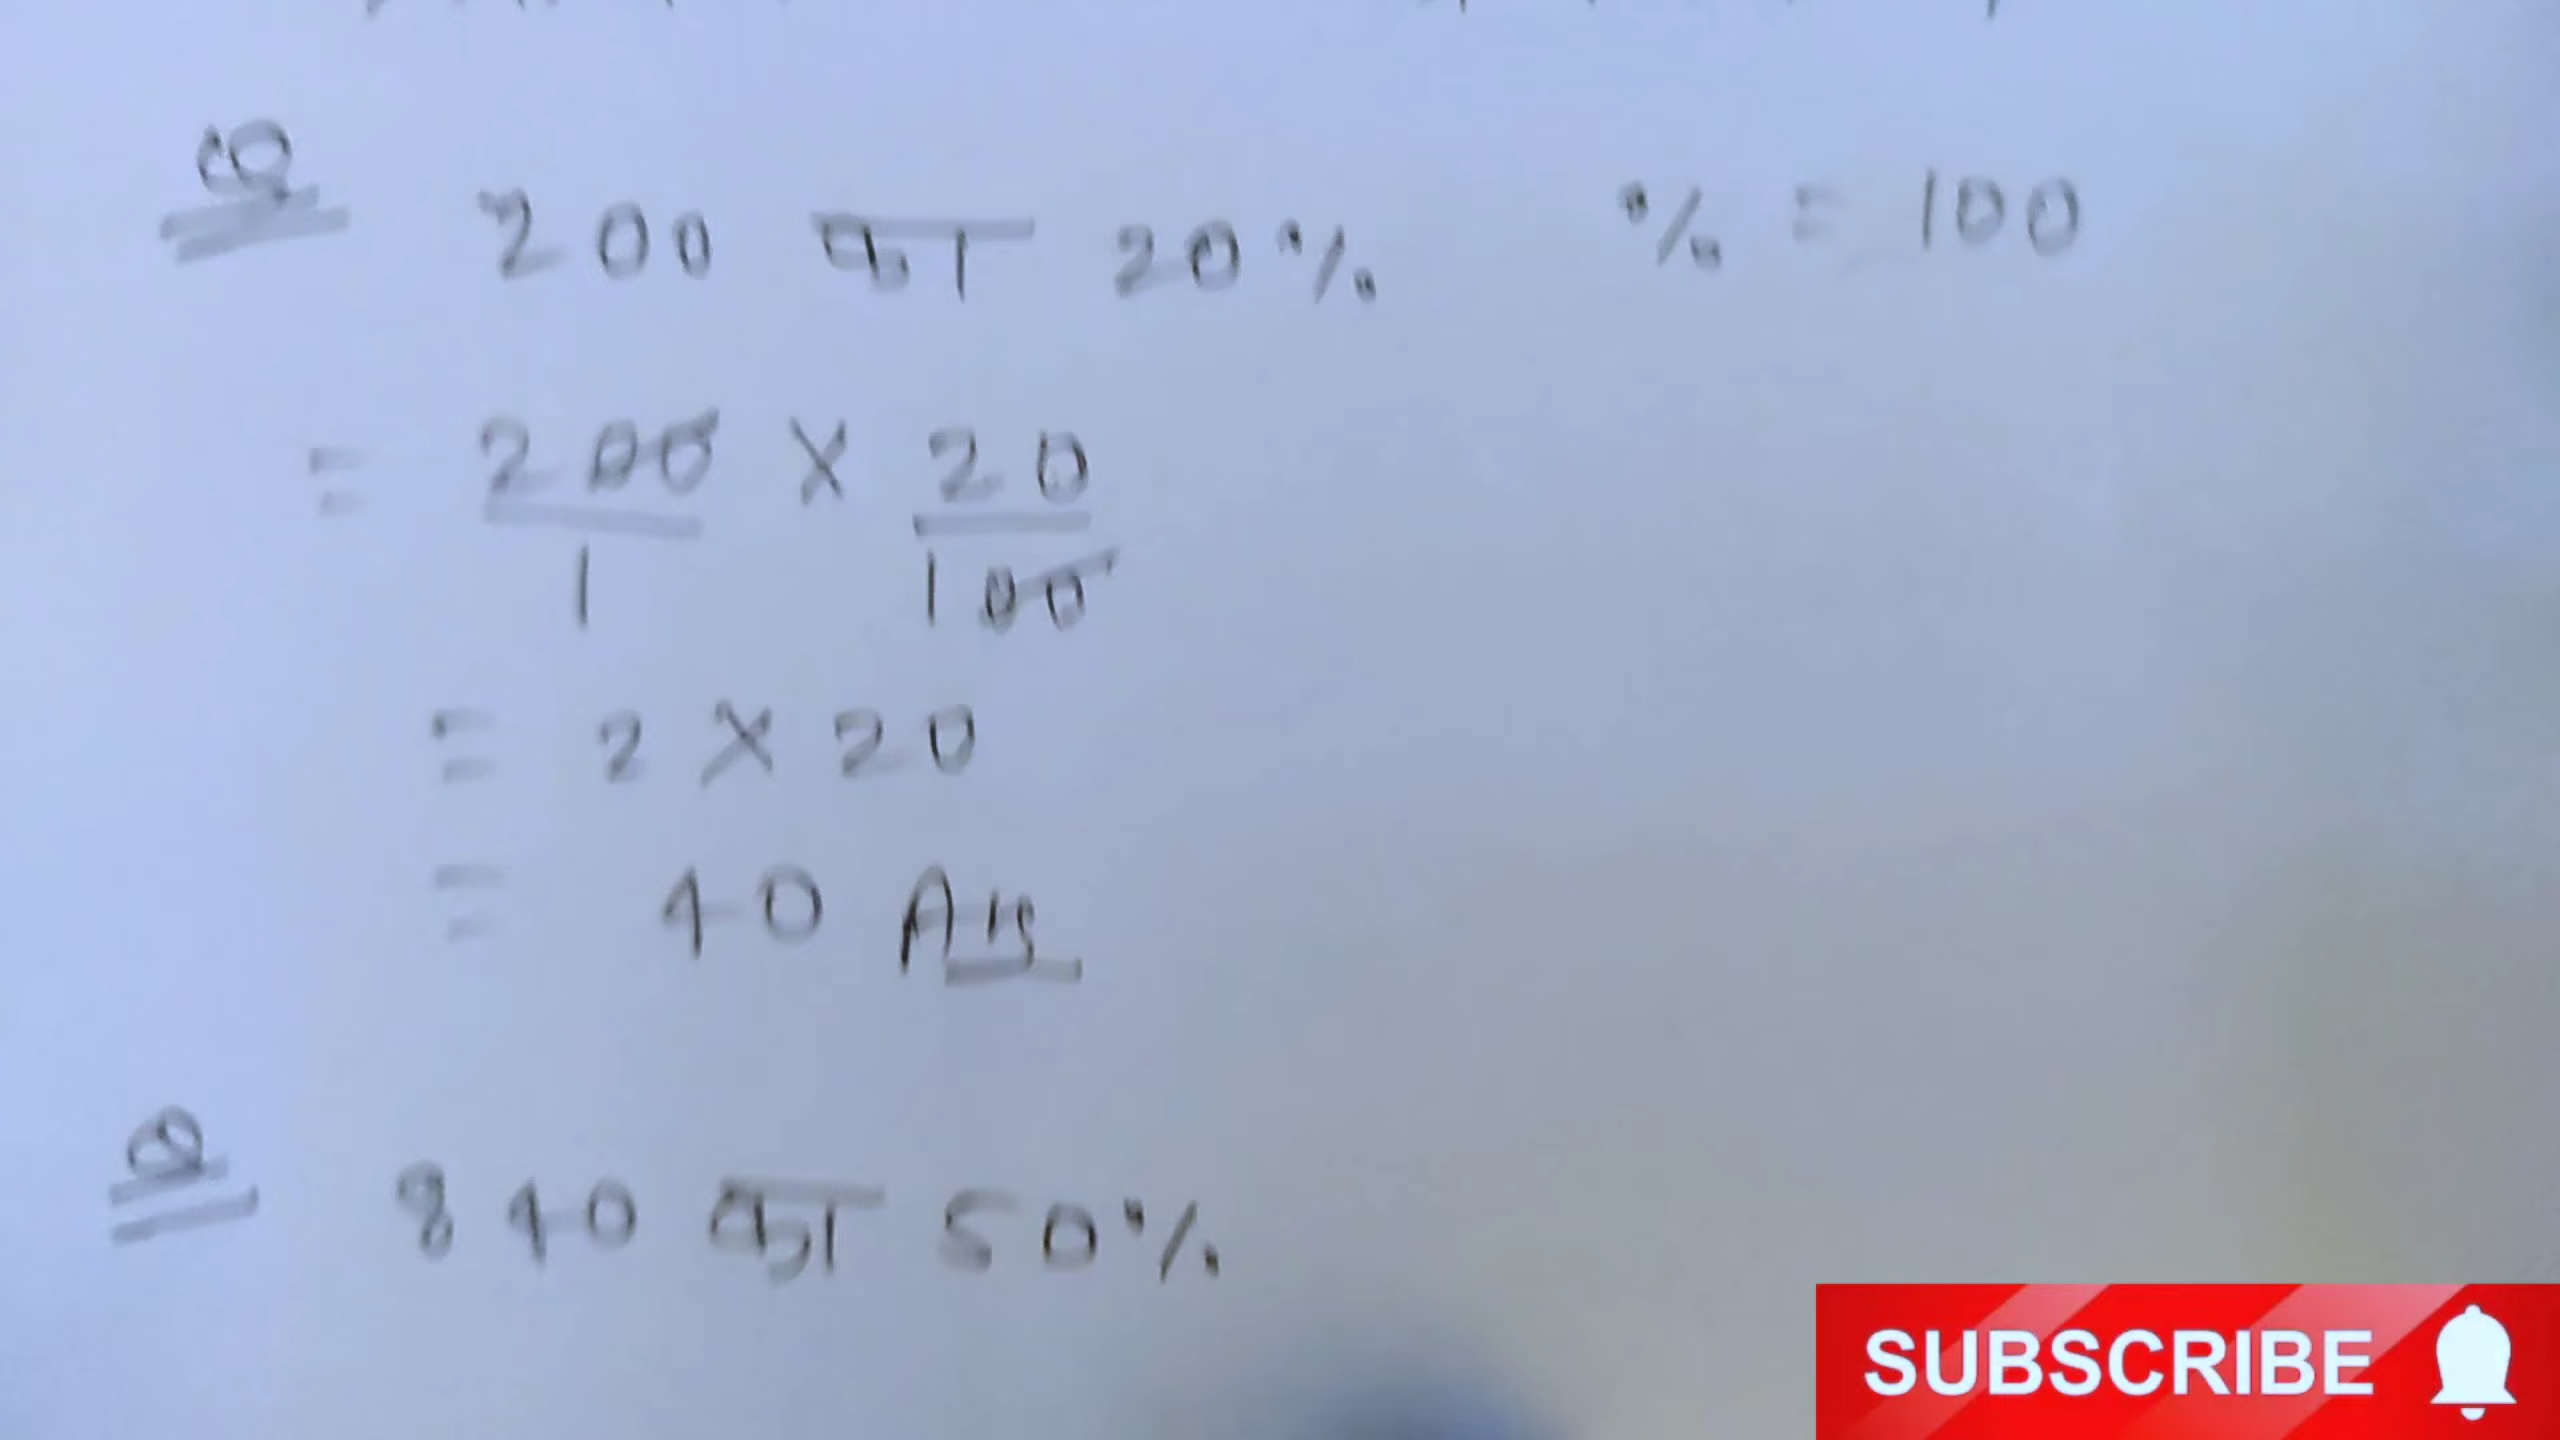 Q 200 का 20% % = 100
= 200/1 × 20/100
= 2 × 20
= 40 Ans
Q 840 का 50%
SUBSCRIBE